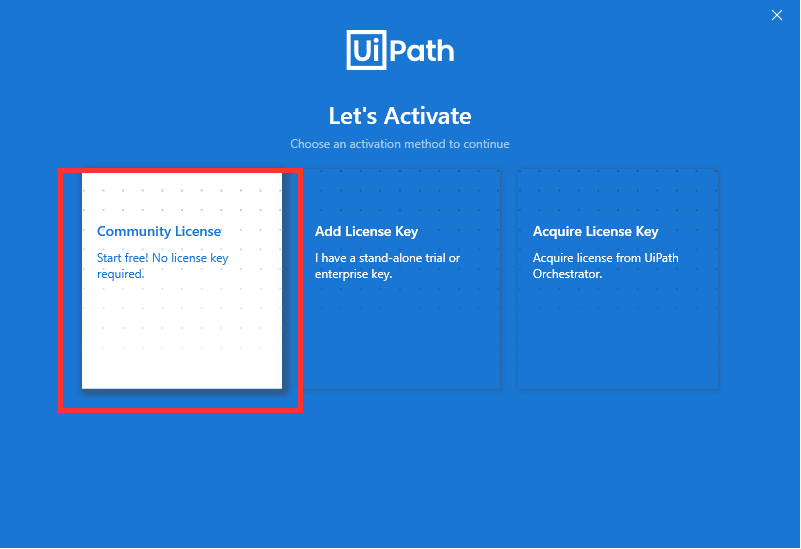 UiPath
Let's Activate
Choose an activation method to continue
Community License
Start free! No license key
required.
Add License Key
I have a stand-alone trial or
enterprise key.
Acquire License Key
Acquire license from UiPath
Orchestrator.